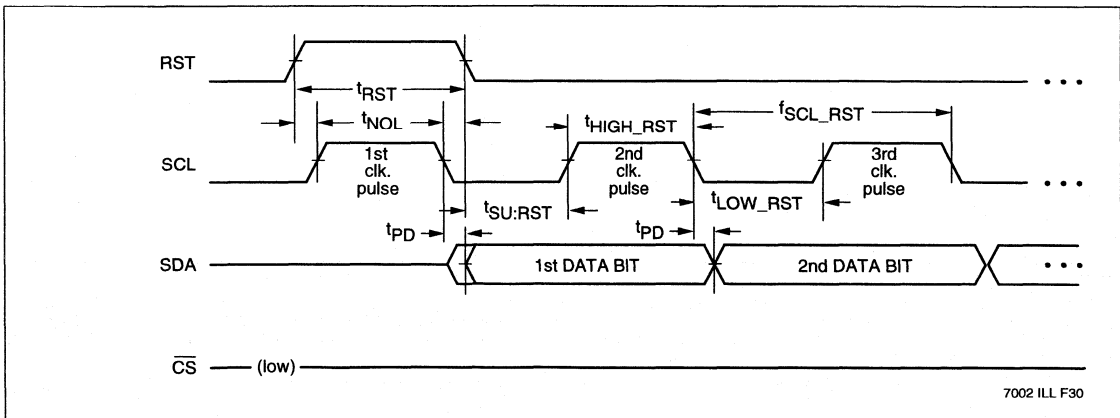 RST
tRST
tNOL
tHIGH_RST
fSCL_RST
SCL
1st
clk.
pulse
2nd
clk.
pulse
3rd
clk.
pulse
tSU:RST
tLOW_RST
tPD
tPD
SDA
1st DATA BIT
2nd DATA BIT
CS
(low)
7002 ILL F30